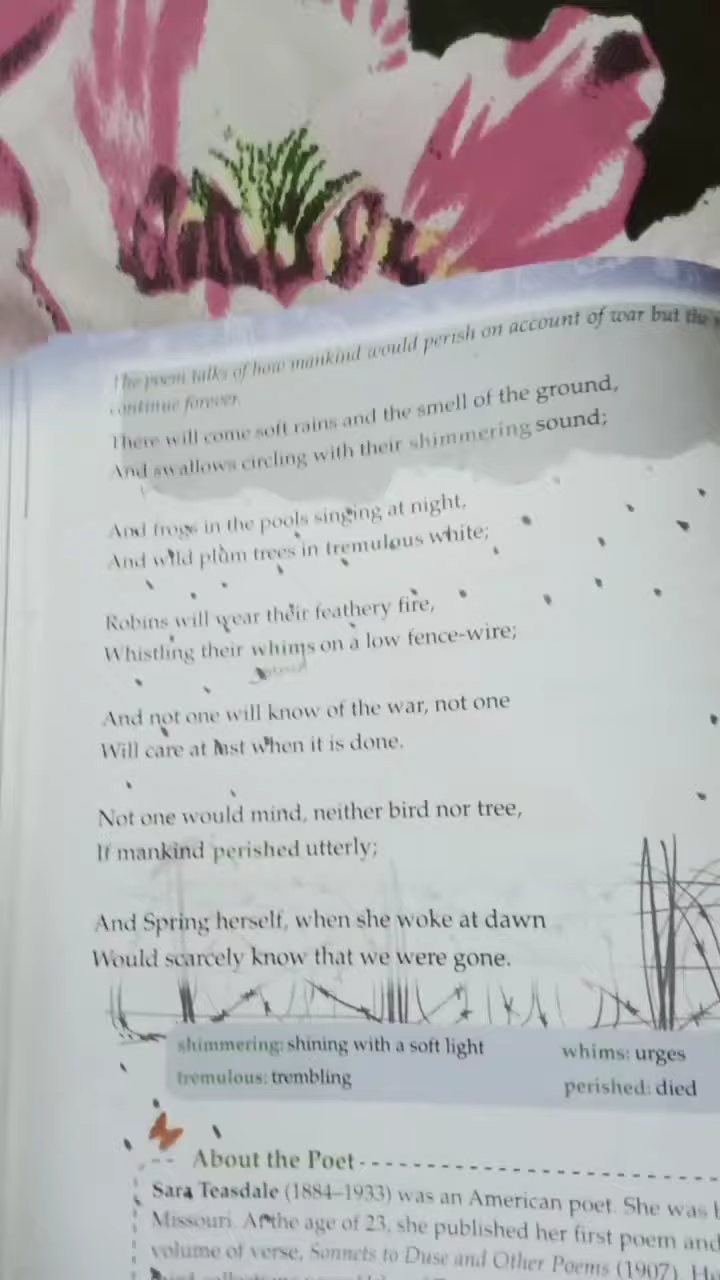 The poem talks of how mankind would perish on account of war but the
continue forever.
There will come soft rains and the smell of the ground,
And swallows circling with their shimmering sound;
And frogs in the pools singing at night,
And wild plum trees in tremulous white;
Robins will wear their feathery fire,
Whistling their whims on a low fence-wire;
And not one will know of the war, not one
Will care at last when it is done.
Not one would mind, neither bird nor tree,
If mankind perished utterly;
And Spring herself, when she woke at dawn
Would scarcely know that we were gone.
shimmering: shining with a soft light whims: urges
tremulous: trembling perished: died
About the Poet
Sara Teasdale (1884–1933) was an American poet. She was
Missouri. At the age of 23, she published her first poem and
volume of verse, Sonnets to Duse and Other Poems (1907).